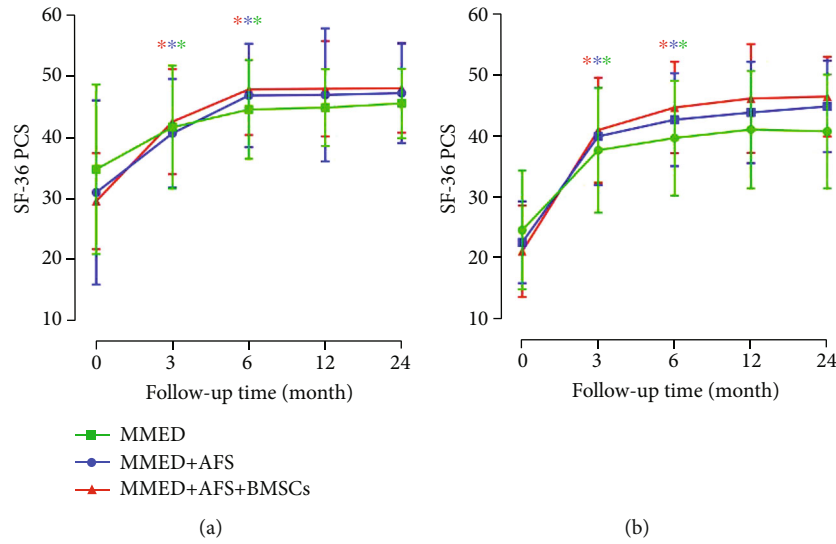 ***
***
60
50
40
30
20
10
SF-36 PCS
0
3
6
12
24
Follow-up time (month)
MMED
MMED+AFS
MMED+AFS+BMSCs
(a)
***
***
60
50
40
30
20
10
SF-36 PCS
0
3
6
12
24
Follow-up time (month)
(b)